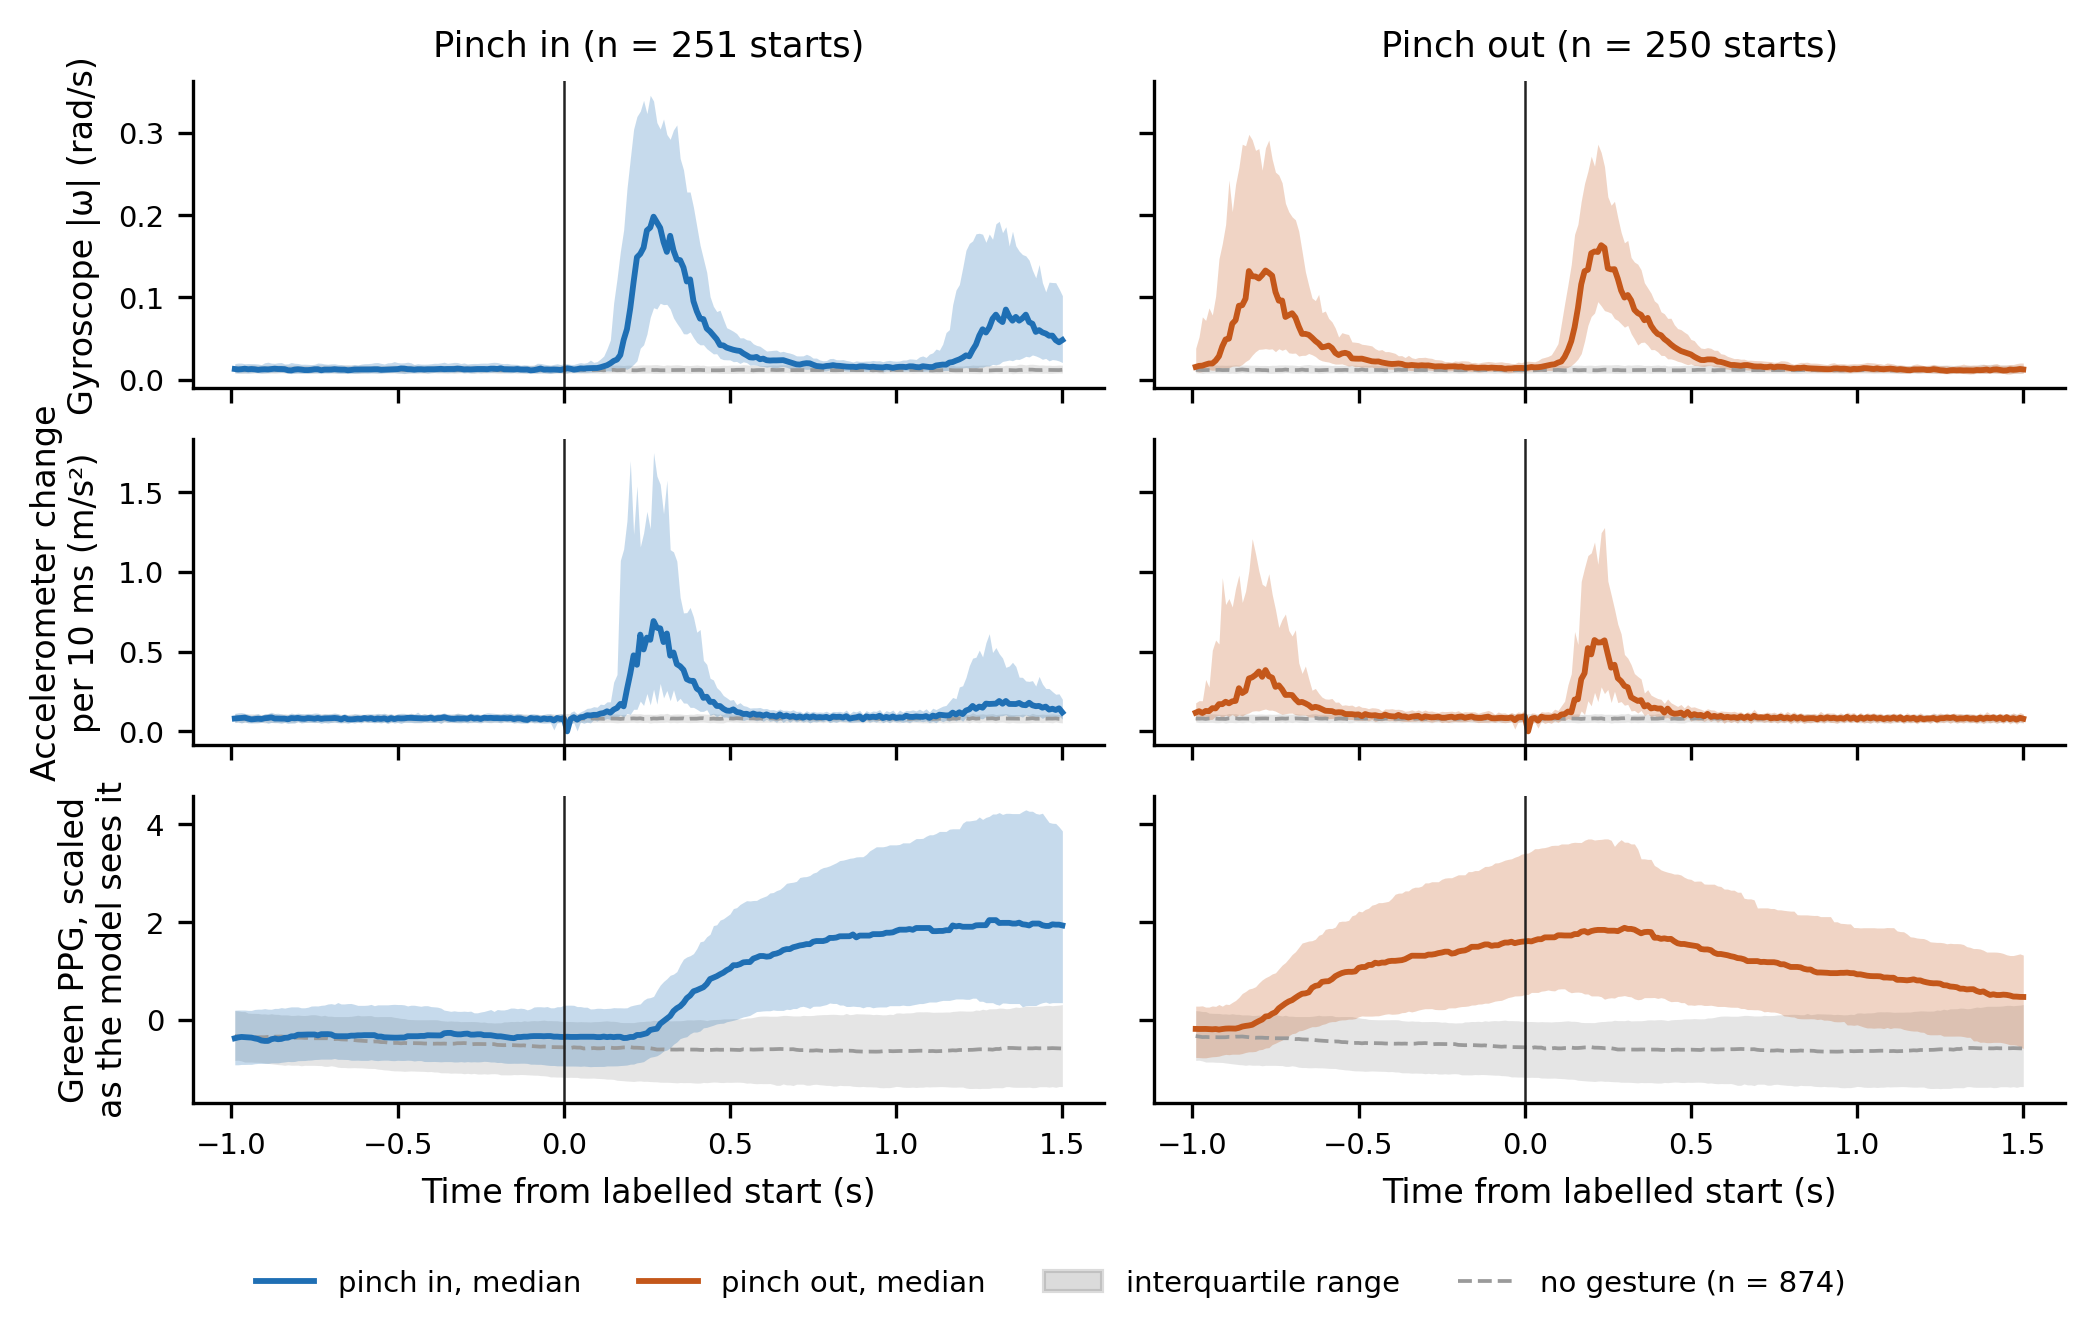 Pinch in (n = 251 starts)
Pinch out (n = 250 starts)
Gyroscope |ω| (rad/s)
0.3
0.2
0.1
0.0
Accelerometer change
per 10 ms (m/s²)
1.5
1.0
0.5
0.0
Green PPG, scaled
as the model sees it
4
2
0
−1.0
−0.5
0.0
0.5
1.0
1.5
−1.0
−0.5
0.0
0.5
1.0
1.5
Time from labelled start (s)
Time from labelled start (s)
pinch in, median
pinch out, median
interquartile range
no gesture (n = 874)